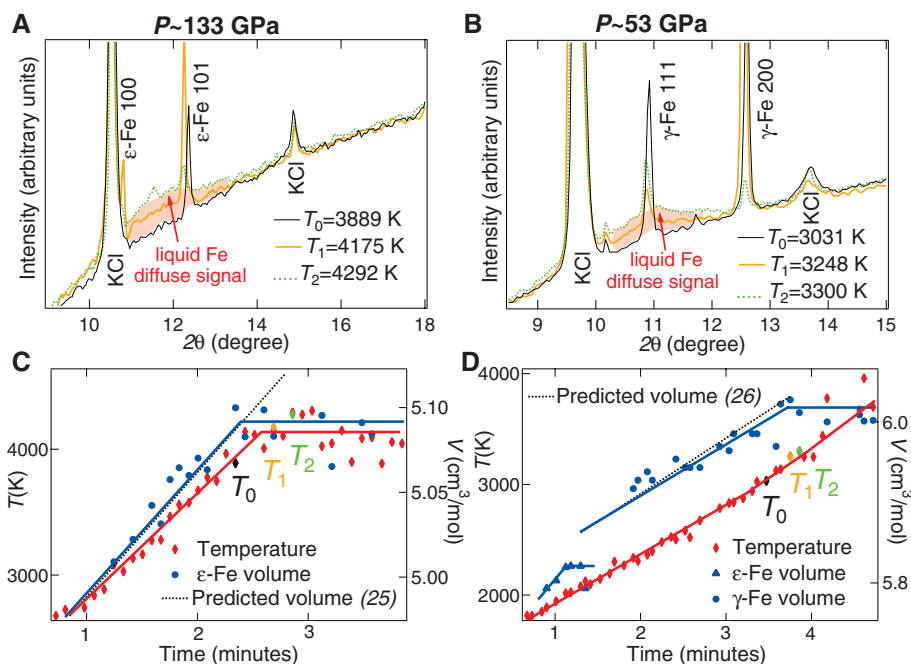 A
P~133 GPa
Intensity (arbitrary units)
ε-Fe 100
ε-Fe 101
KCl
KCl
liquid Fe
diffuse signal
T0=3889 K
T1=4175 K
T2=4292 K
10
12
14
16
18
2θ (degree)
B
P~53 GPa
Intensity (arbitrary units)
γ-Fe 111
γ-Fe 200
KCl
KCl
liquid Fe
diffuse signal
T0=3031 K
T1=3248 K
T2=3300 K
9
10
11
12
13
14
15
2θ (degree)
C
T(K)
4000
3000
5.10
5.05
5.00
V (cm3/mol)
T0
T1
T2
Temperature
ε-Fe volume
Predicted volume (25)
1
2
3
Time (minutes)
D
T(K)
4000
3000
2000
6.0
5.8
V (cm3/mol)
Predicted volume (26)
T0
T1
T2
Temperature
ε-Fe volume
γ-Fe volume
1
2
3
4
Time (minutes)